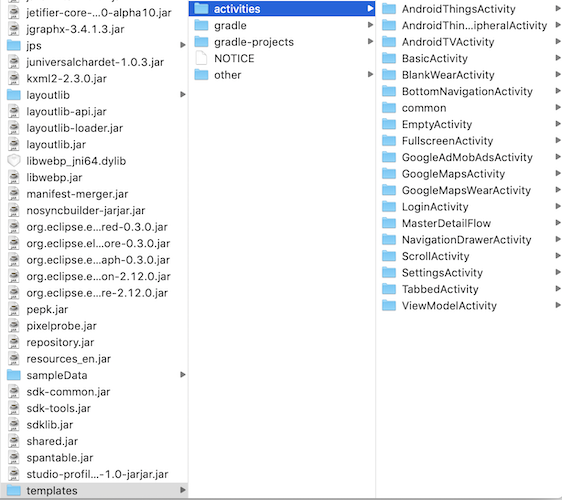 jetifier-core-...0-alpha10.jar
jgraphx-3.4.1.3.jar
jps
juniversalchardet-1.0.3.jar
kxml2-2.3.0.jar
layoutlib
layoutlib-api.jar
layoutlib-loader.jar
layoutlib.jar
libwebp_jni64.dylib
libwebp.jar
manifest-merger.jar
nosyncbuilder-jarjar.jar
org.eclipse.e...red-0.3.0.jar
org.eclipse.el...ore-0.3.0.jar
org.eclipse.e...aph-0.3.0.jar
org.eclipse.e...on-2.12.0.jar
org.eclipse.e...re-2.12.0.jar
pepk.jar
pixelprobe.jar
repository.jar
resources_en.jar
sampleData
sdk-common.jar
sdk-tools.jar
sdklib.jar
shared.jar
spantable.jar
studio-profil...-1.0-jarjar.jar
templates
activities
gradle
gradle-projects
NOTICE
other
AndroidThingsActivity
AndroidThin...ipheralActivity
AndroidTVActivity
BasicActivity
BlankWearActivity
BottomNavigationActivity
common
EmptyActivity
FullscreenActivity
GoogleAdMobAdsActivity
GoogleMapsActivity
GoogleMapsWearActivity
LoginActivity
MasterDetailFlow
NavigationDrawerActivity
ScrollActivity
SettingsActivity
TabbedActivity
ViewModelActivity